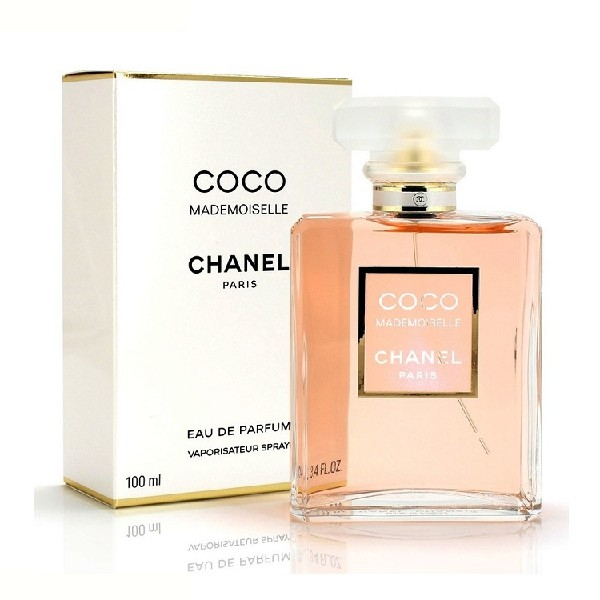 COCO
MADEMOISELLE
CHANEL
PARIS
EAU DE PARFUM
VAPORISATEUR SPRAY
100 ml
COCO
MADEMOISELLE
CHANEL
PARIS
3.4 FL.OZ